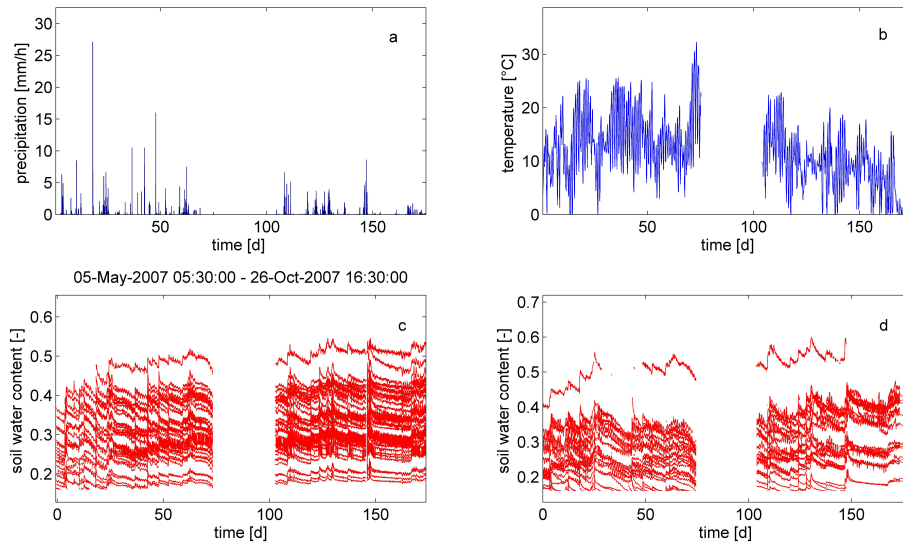 30
25
20
15
10
5
0
precipitation [mm/h]
a
0
50
100
150
time [d]
30
20
10
0
temperature [°C]
b
0
50
100
150
time [d]
05-May-2007 05:30:00 - 26-Oct-2007 16:30:00
0.6
0.5
0.4
0.3
0.2
soil water content [-]
c
0
50
100
150
time [d]
0.7
0.6
0.5
0.4
0.3
0.2
soil water content [-]
d
0
50
100
150
time [d]